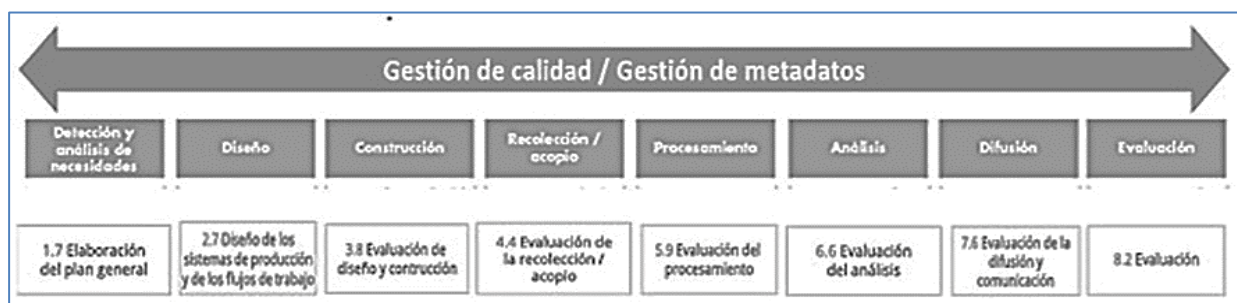 Gestión de calidad / Gestión de metadatos
Detección y
análisis de
necesidades
Diseño
Construcción
Recolección /
acopio
Procesamiento
Análisis
Difusión
Evaluación
1.7 Elaboración
del plan general
2.7 Diseño de los
sistemas de producción
y de los flujos de trabajo
3.8 Evaluación de
diseño y contrucción
4.4 Evaluación de
la recolección /
acopio
5.9 Evaluación del
procesamiento
6.6 Evaluación
del análisis
7.6 Evaluación de la
difusión y
comunicación
8.2 Evaluación